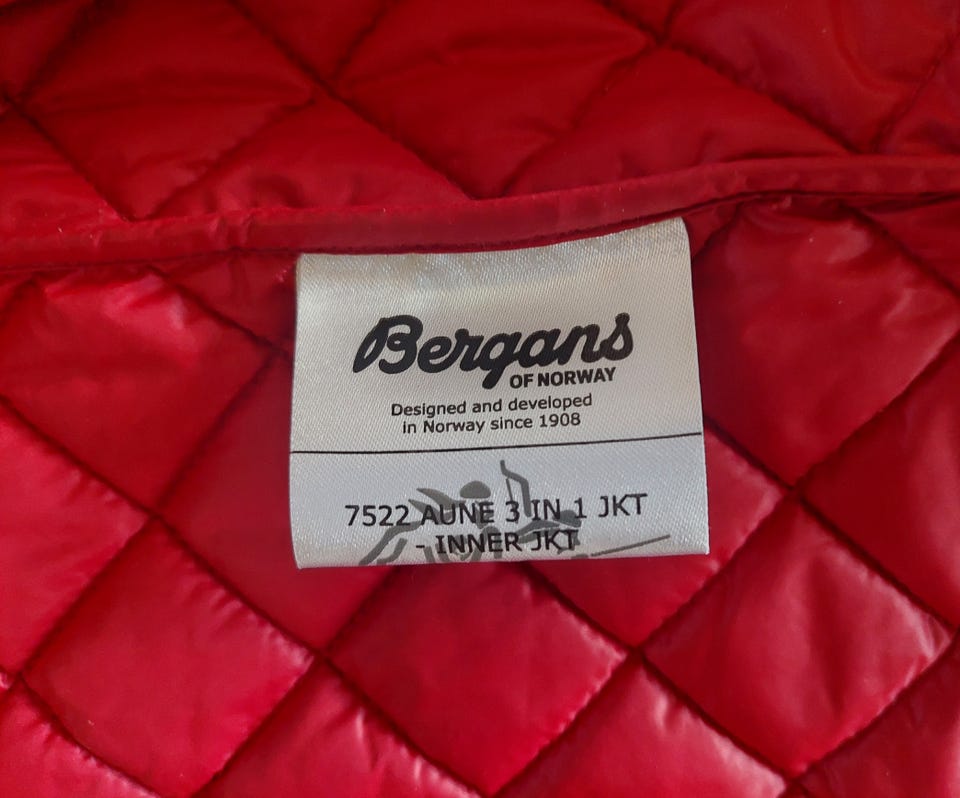 Bergans
OF NORWAY
Designed and developed
in Norway since 1908
7522 AUNE 3 IN 1 JKT
- INNER JKT